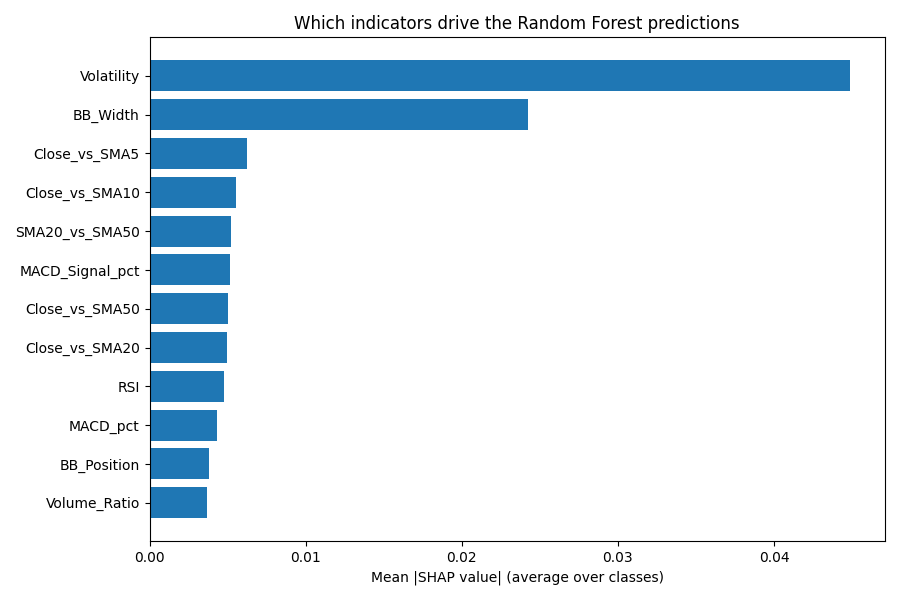 Which indicators drive the Random Forest predictions
Volatility
BB_Width
Close_vs_SMA5
Close_vs_SMA10
SMA20_vs_SMA50
MACD_Signal_pct
Close_vs_SMA50
Close_vs_SMA20
RSI
MACD_pct
BB_Position
Volume_Ratio
0.00 0.01 0.02 0.03 0.04
Mean |SHAP value| (average over classes)